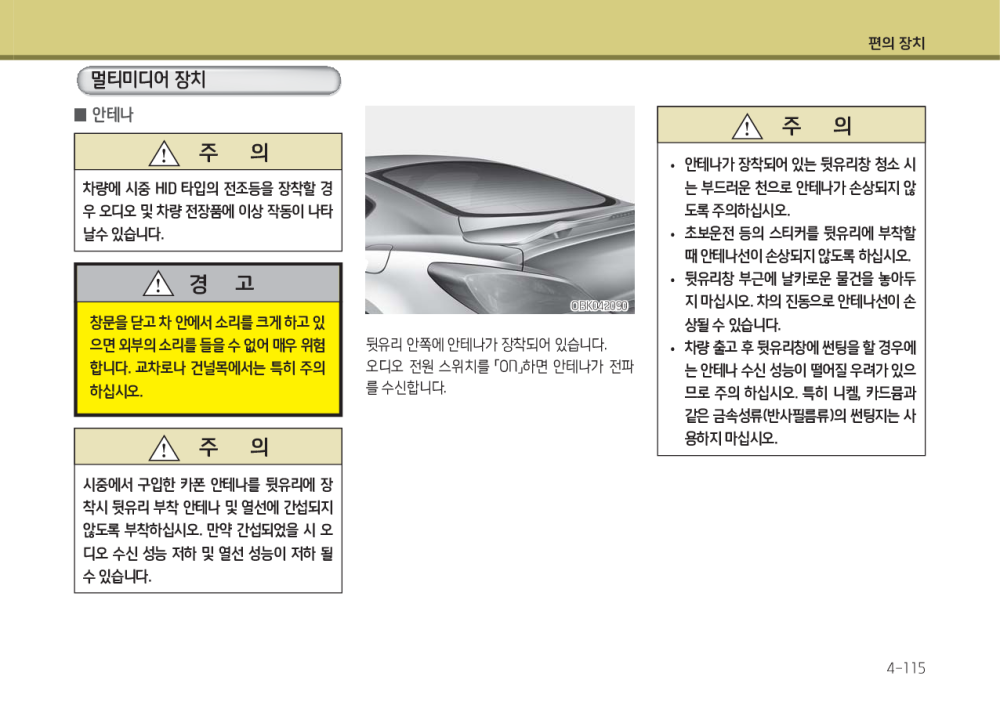 편의 장치
멀티미디어 장치
■ 안테나
주 의
차량에 시중 HID 타입의 전조등을 장착할 경
우 오디오 및 차량 전장품에 이상 작동이 나타
날수 있습니다.
경 고
창문을 닫고 차 안에서 소리를 크게 하고 있
으면 외부의 소리를 들을 수 없어 매우 위험
합니다. 교차로나 건널목에서는 특히 주의
하십시오.
주 의
시중에서 구입한 카폰 안테나를 뒷유리에 장
착시 뒷유리 부착 안테나 및 열선에 간섭되지
않도록 부착하십시오. 만약 간섭되었을 시 오
디오 수신 성능 저하 및 열선 성능이 저하 될
수 있습니다.
OBK042090
뒷유리 안쪽에 안테나가 장착되어 있습니다.
오디오 전원 스위치를 「ON」하면 안테나가 전파
를 수신합니다.
주 의
• 안테나가 장착되어 있는 뒷유리창 청소 시
는 부드러운 천으로 안테나가 손상되지 않
도록 주의하십시오.
• 초보운전 등의 스티커를 뒷유리에 부착할
때 안테나선이 손상되지 않도록 하십시오.
• 뒷유리창 부근에 날카로운 물건을 놓아두
지 마십시오. 차의 진동으로 안테나선이 손
상될 수 있습니다.
• 차량 출고 후 뒷유리창에 썬팅을 할 경우에
는 안테나 수신 성능이 떨어질 우려가 있으
므로 주의 하십시오. 특히 니켈, 카드뮴과
같은 금속성류(반사필름류)의 썬팅지는 사
용하지 마십시오.
4-115